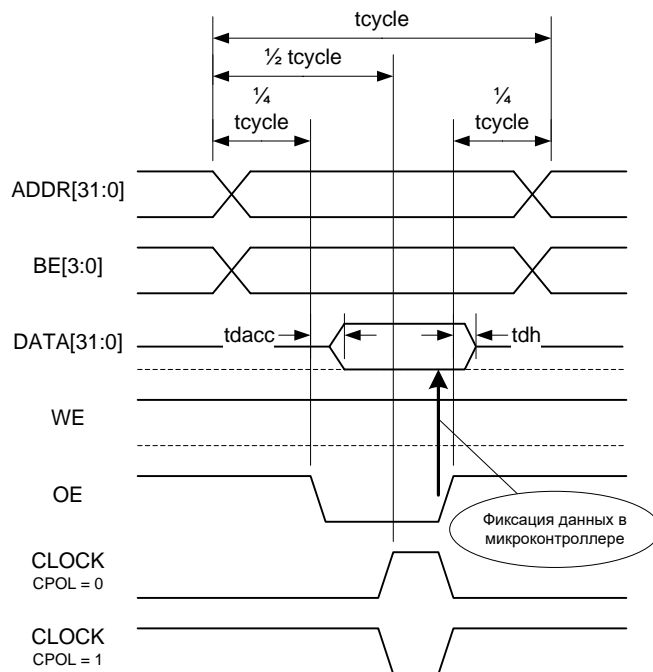 tcycle
½ tcycle
¼
tcycle
¼
tcycle
ADDR[31:0]
BE[3:0]
DATA[31:0]
tdacc
tdh
WE
OE
Фиксация данных в
микроконтроллере
CLOCK
CPOL = 0
CLOCK
CPOL = 1